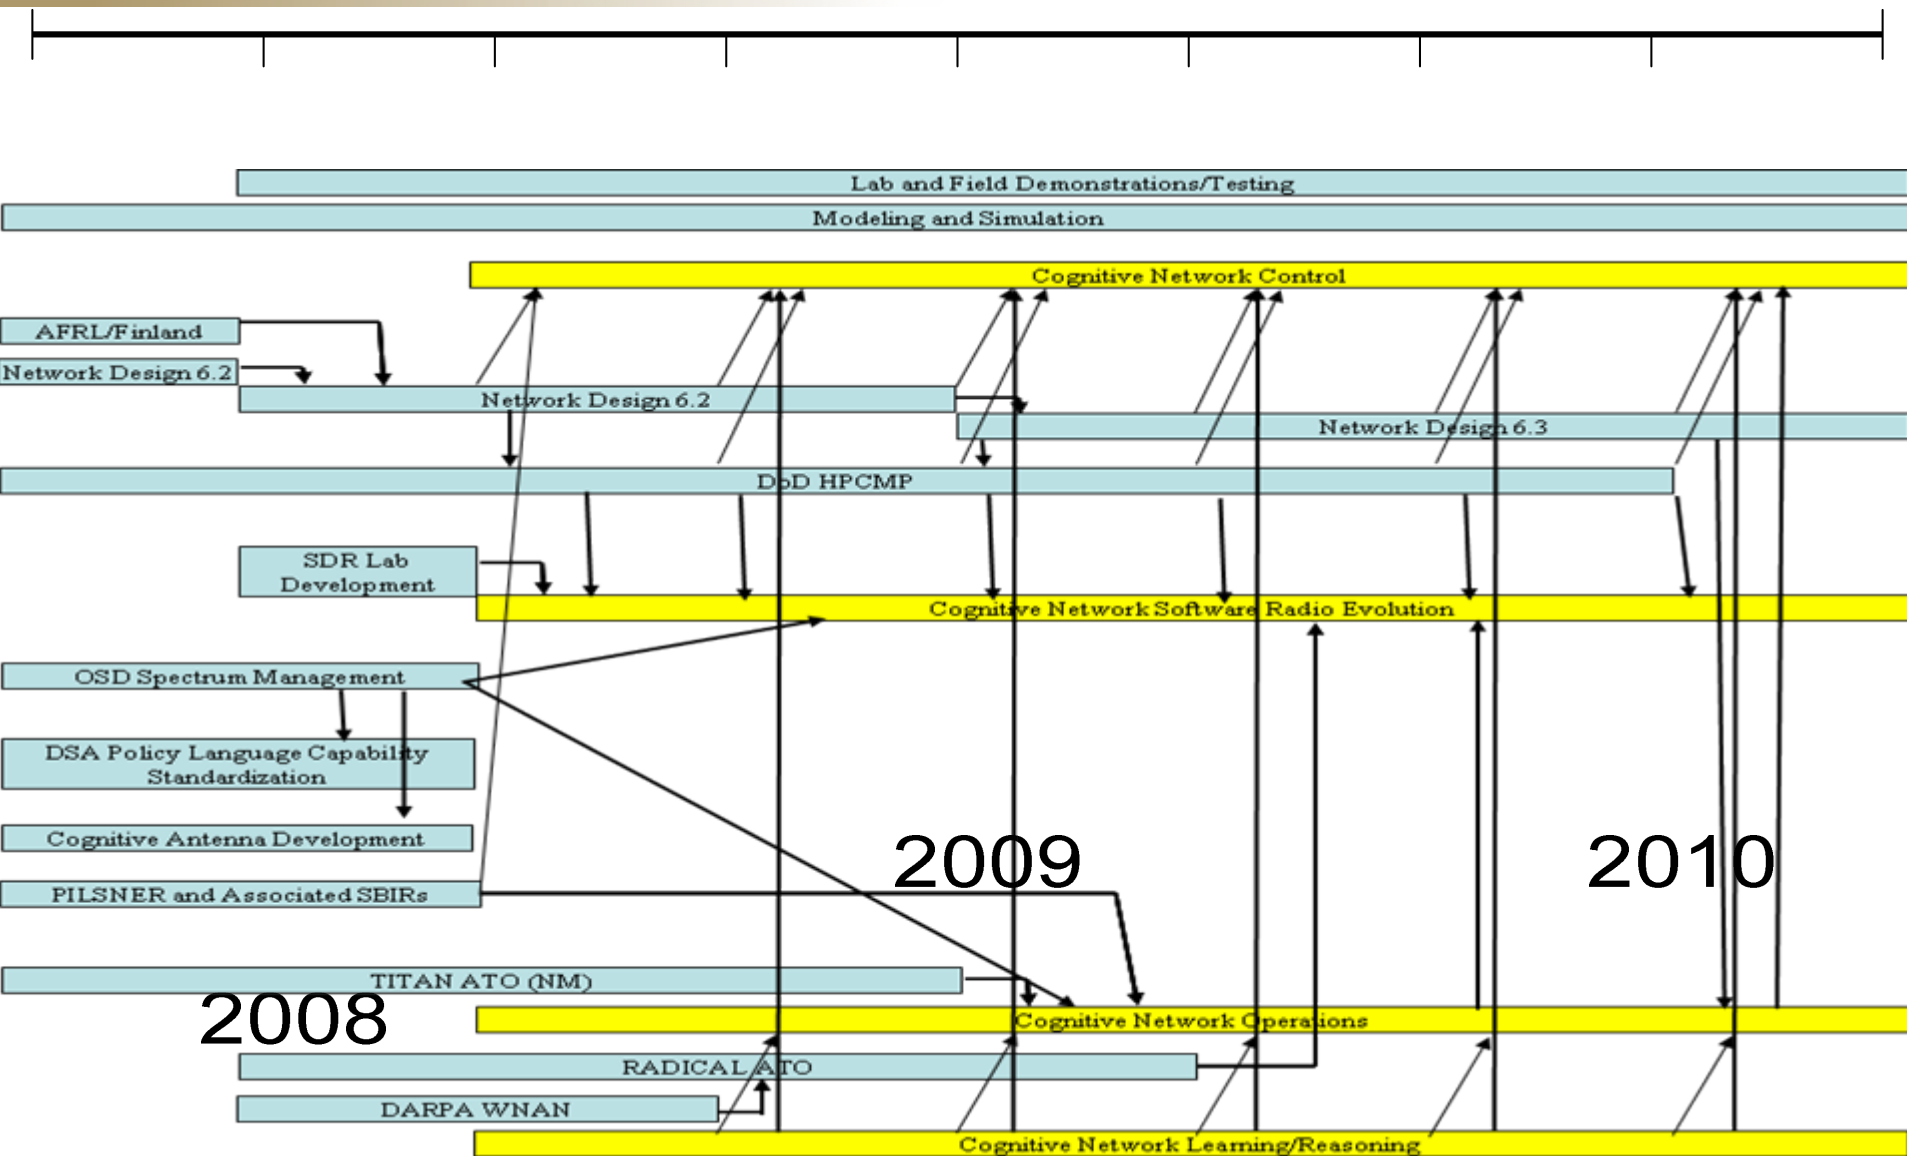 Lab and Field Demonstrations/Testing
Modeling and Simulation
Cognitive Network Control
AFRL/Finland
Network Design 6.2
Network Design 6.2
Network Design 6.3
DoD HPCMP
SDR Lab
Development
Cognitive Network Software Radio Evolution
OSD Spectrum Management
DSA Policy Language Capability
Standardization
Cognitive Antenna Development
2009
2010
PILSNER and Associated SBIRs
TITAN ATO (NM)
2008
Cognitive Network Operations
RADICAL ATO
DARPA WNAN
Cognitive Network Learning/Reasoning